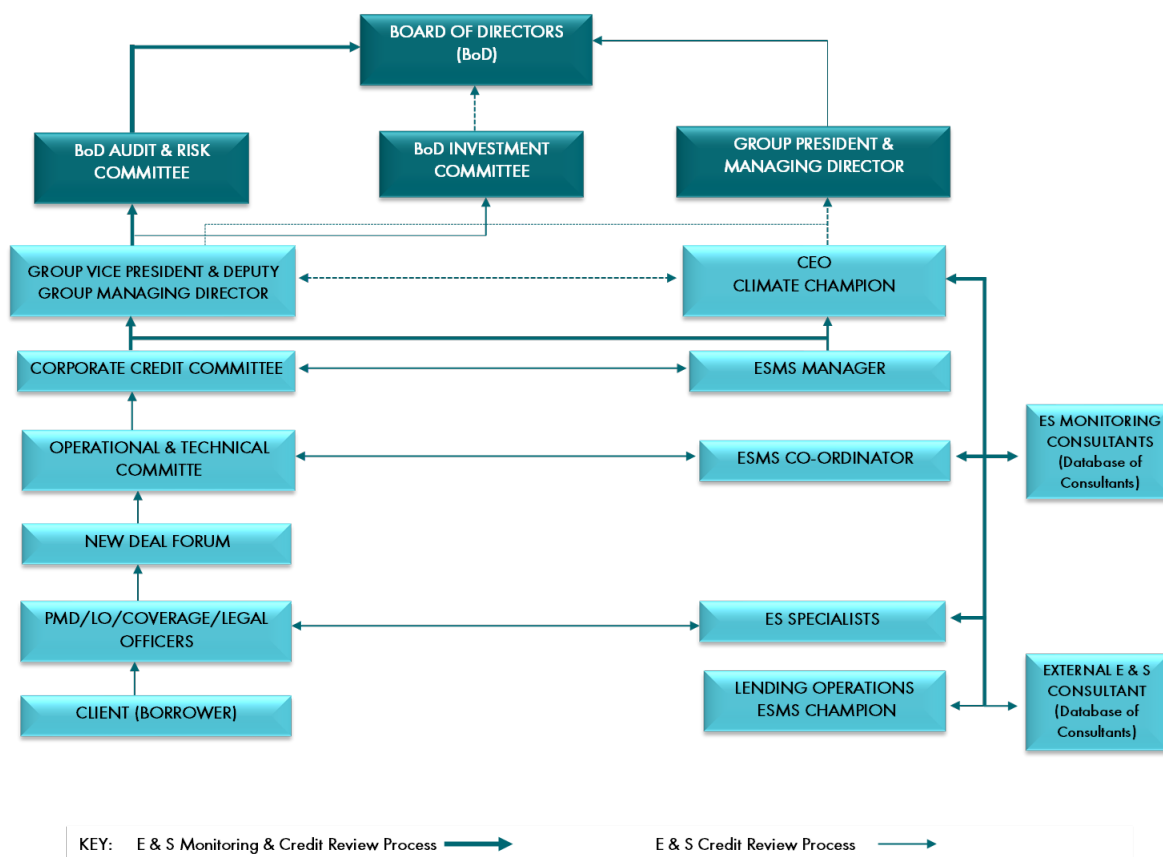 BOARD OF DIRECTORS
(BoD)
BoD AUDIT & RISK
COMMITTEE
BoD INVESTMENT
COMMITTEE
GROUP PRESIDENT &
MANAGING DIRECTOR
GROUP VICE PRESIDENT & DEPUTY
GROUP MANAGING DIRECTOR
CEO
CLIMATE CHAMPION
CORPORATE CREDIT COMMITTEE
ESMS MANAGER
OPERATIONAL & TECHNICAL
COMMITTE
ESMS CO-ORDINATOR
ES MONITORING
CONSULTANTS
(Database of
Consultants)
NEW DEAL FORUM
PMD/LO/COVERAGE/LEGAL
OFFICERS
ES SPECIALISTS
CLIENT (BORROWER)
LENDING OPERATIONS
ESMS CHAMPION
EXTERNAL E & S
CONSULTANT
(Database of
Consultants)
KEY: E & S Monitoring & Credit Review Process
E & S Credit Review Process